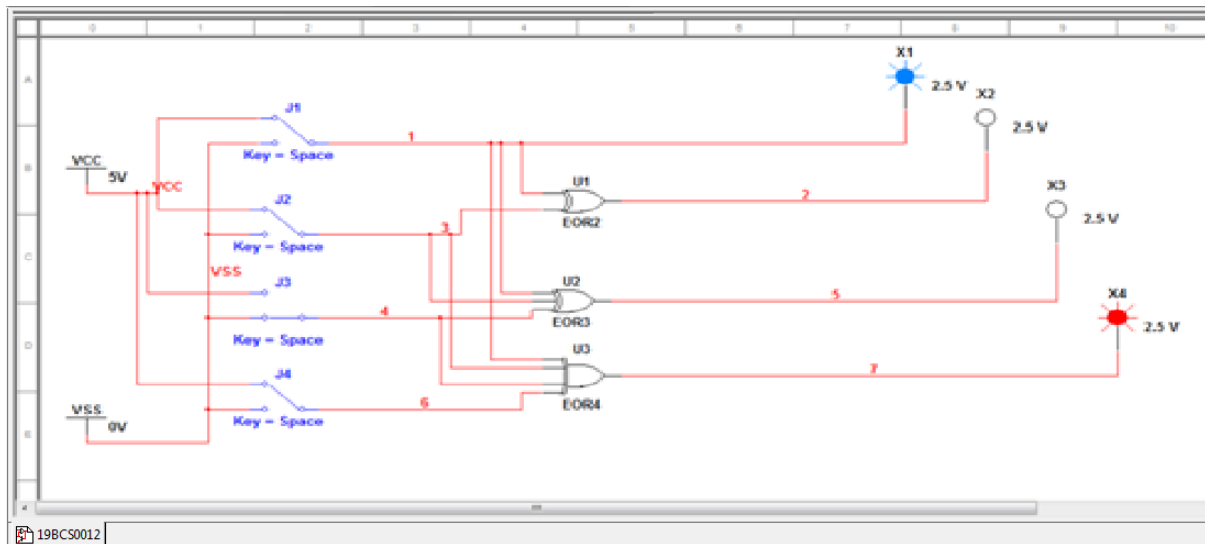 0 1 2 3 4 5 6 7 8 9 10
A
B
C
D
E
X1
2.5 V
X2
2.5 V
J1
1
Key = Space
VCC
5V
VCC
U1
2
EOR2
X3
2.5 V
J2
3
Key = Space
VSS
J3
U2
5
EOR3
4
Key = Space
X4
2.5 V
U3
7
EOR4
J4
6
Key = Space
VSS
0V
19BCS0012